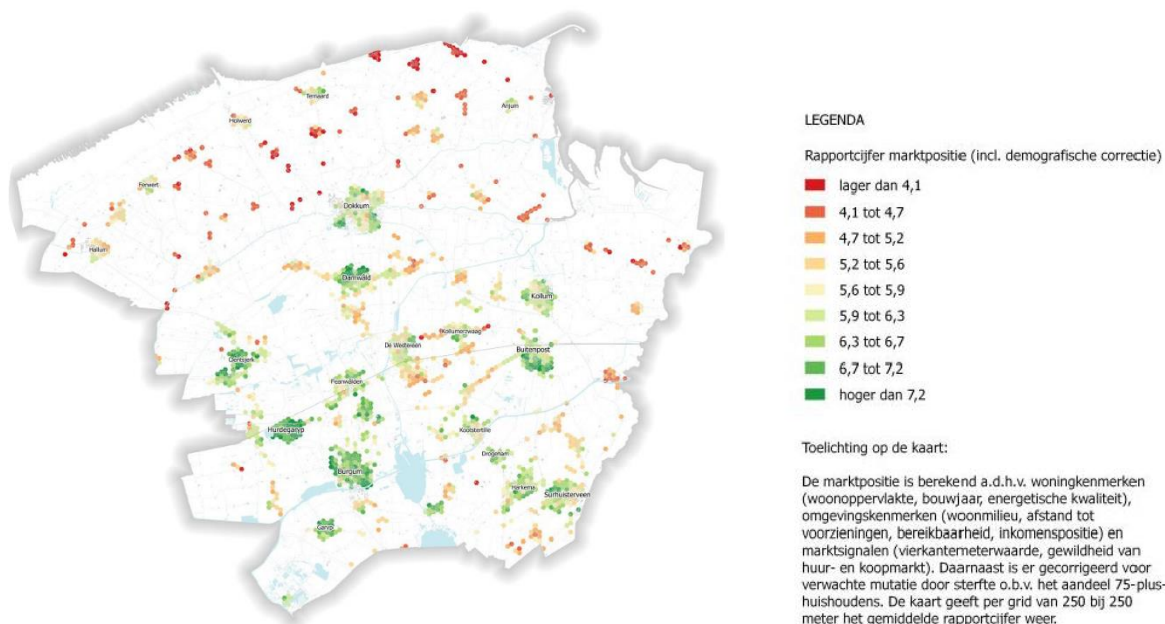 Ternaard
Anjum
Holwerd
Ferwert
Dokkum
Hallum
Damwald
Kollum
Kollumerzwaag
De Westereen
Buitenpost
Feanwalden
Hurdegaryp
Kootstertille
Drogeham
Burgum
Harkema
Surhuisterveen
Garyp
LEGENDA
Rapportcijfer marktpositie (incl. demografische correctie)
lager dan 4,1
4,1 tot 4,7
4,7 tot 5,2
5,2 tot 5,6
5,6 tot 5,9
5,9 tot 6,3
6,3 tot 6,7
6,7 tot 7,2
hoger dan 7,2
Toelichting op de kaart:
De marktpositie is berekend a.d.h.v. woningkenmerken
(woonoppervlakte, bouwjaar, energetische kwaliteit),
omgevingskenmerken (woonmilieu, afstand tot
voorzieningen, bereikbaarheid, inkomenspositie) en
marktsignalen (vierkantemeterwaarde, gewildheid van
huur- en koopmarkt). Daarnaast is er gecorrigeerd voor
verwachte mutatie door sterfte o.b.v. het aandeel 75-plus-
huishoudens. De kaart geeft per grid van 250 bij 250
meter het gemiddelde rapportcijfer weer.